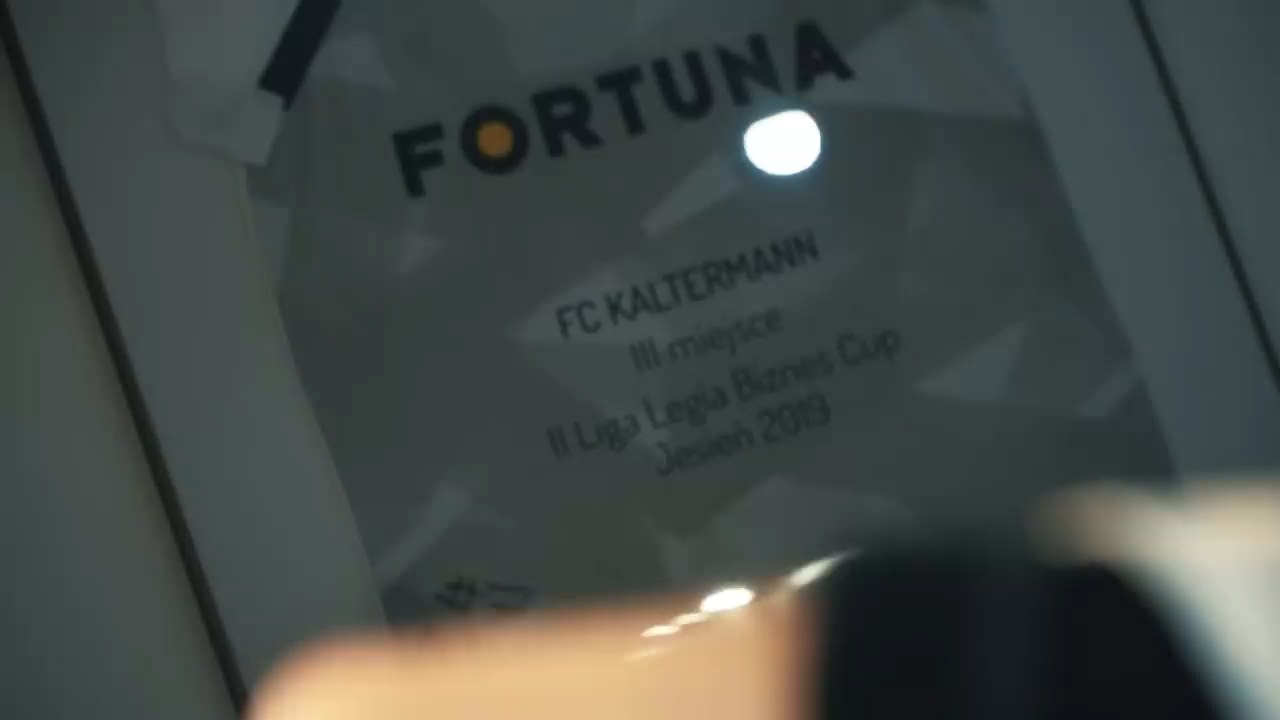 FORTUNA
FC KALTERMANN
III miejsce
II Liga Legia Biznes Cup
Jesień 2019